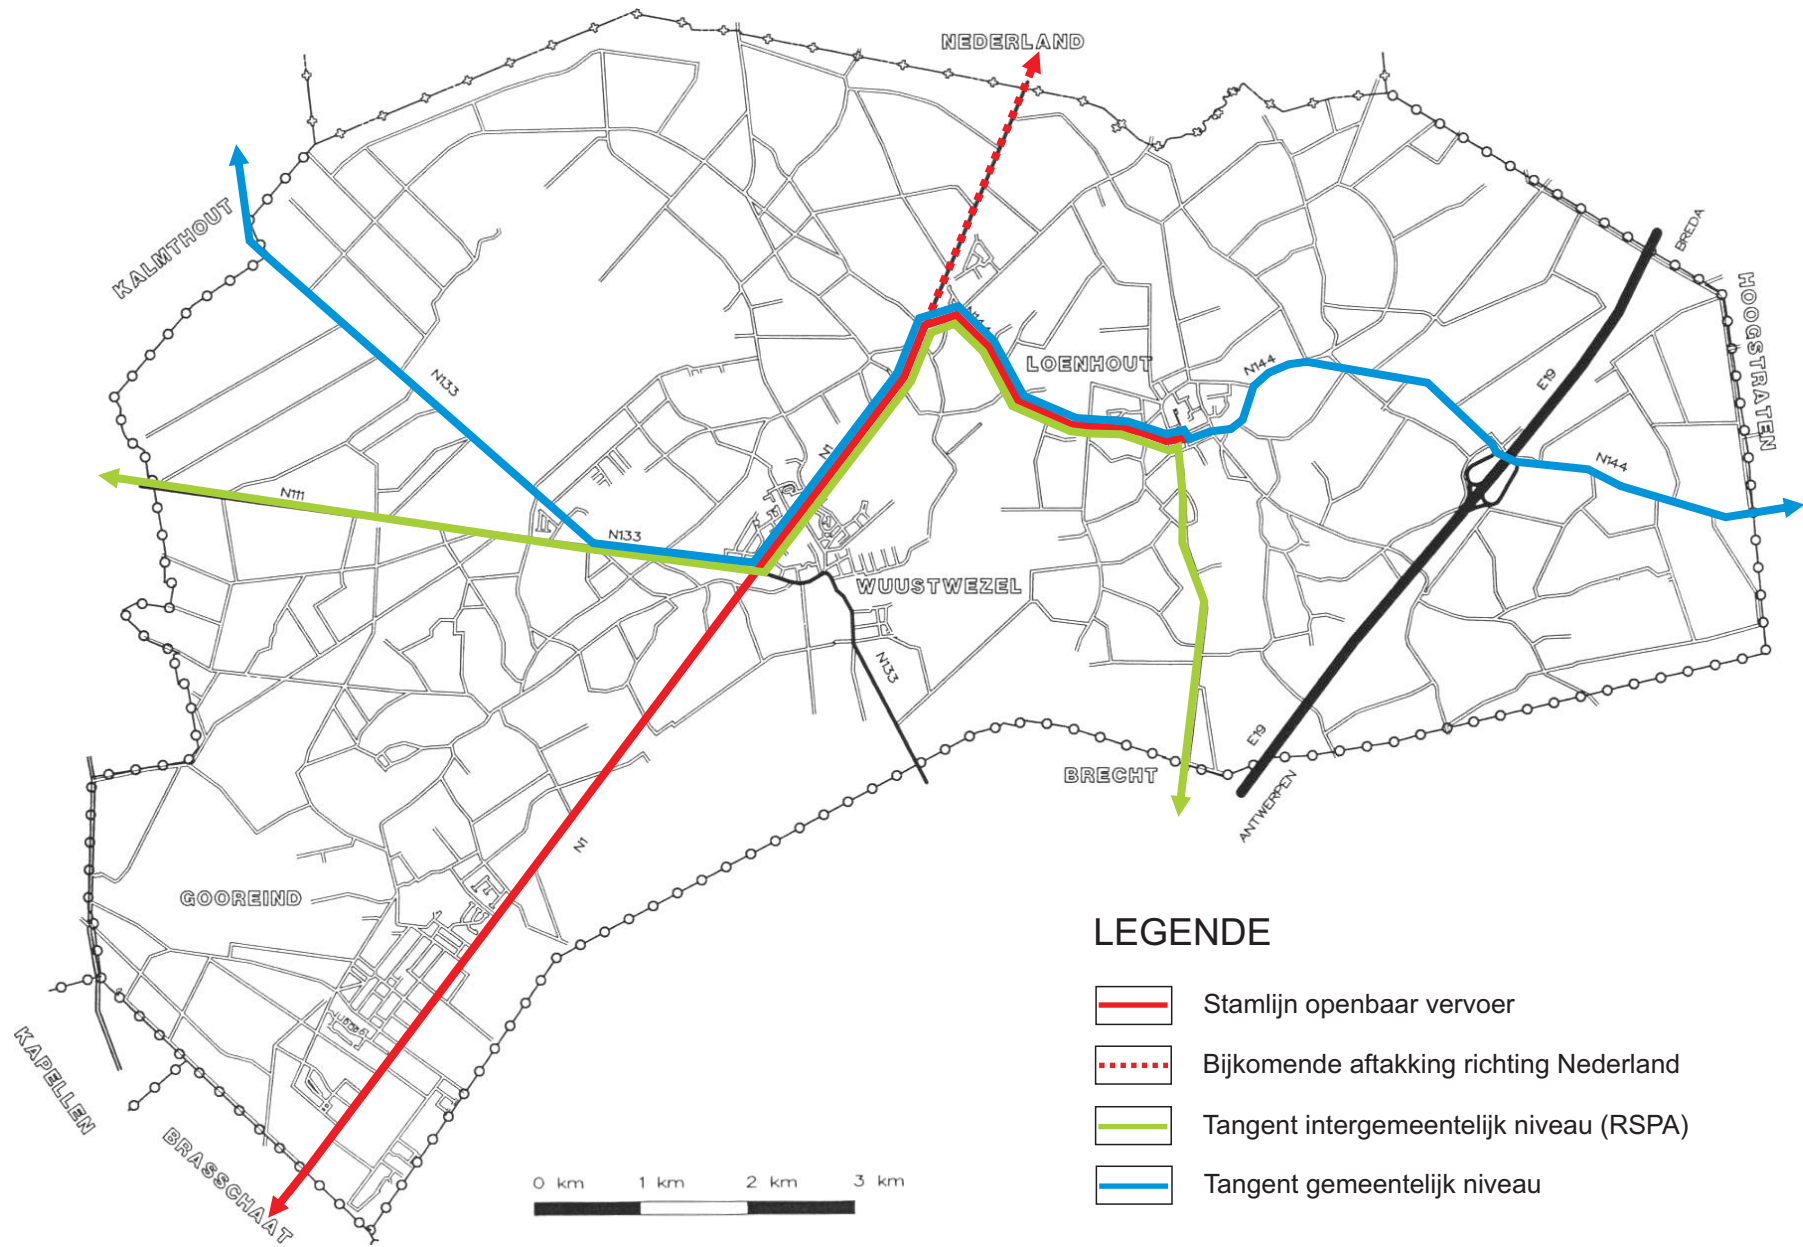 NEDERLAND
KALMTHOUT
BREDA
HOOGSTRATEN
N144
LOENHOUT
N144
E19
N133
N1
N144
N111
N133
WUUSTWEZEL
N133
E19
BRECHT
ANTWERPEN
N1
GOOREIND
KAPELLEN
BRASSCHAAT
LEGENDE
Stamlijn openbaar vervoer
Bijkomende aftakking richting Nederland
Tangent intergemeentelijk niveau (RSPA)
Tangent gemeentelijk niveau
0 km 1 km 2 km 3 km